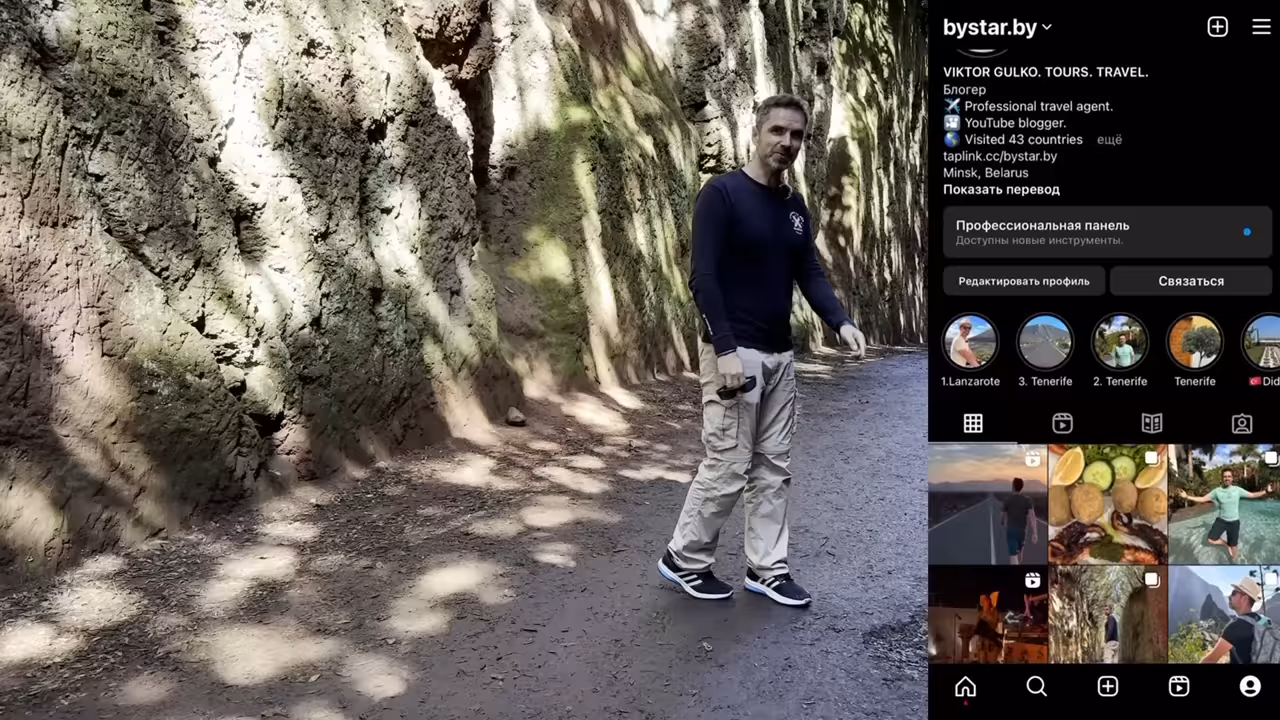 bystar.by
VIKTOR GULKO. TOURS. TRAVEL.
Блогер
✈️ Professional travel agent.
🎦 YouTube blogger.
🌎 Visited 43 countries ещё
taplink.cc/bystar.by
Minsk, Belarus
Показать перевод
Профессиональная панель
Доступны новые инструменты.
Редактировать профиль
Связаться
1.Lanzarote
3. Tenerife
2. Tenerife
Tenerife
🇹🇷Did